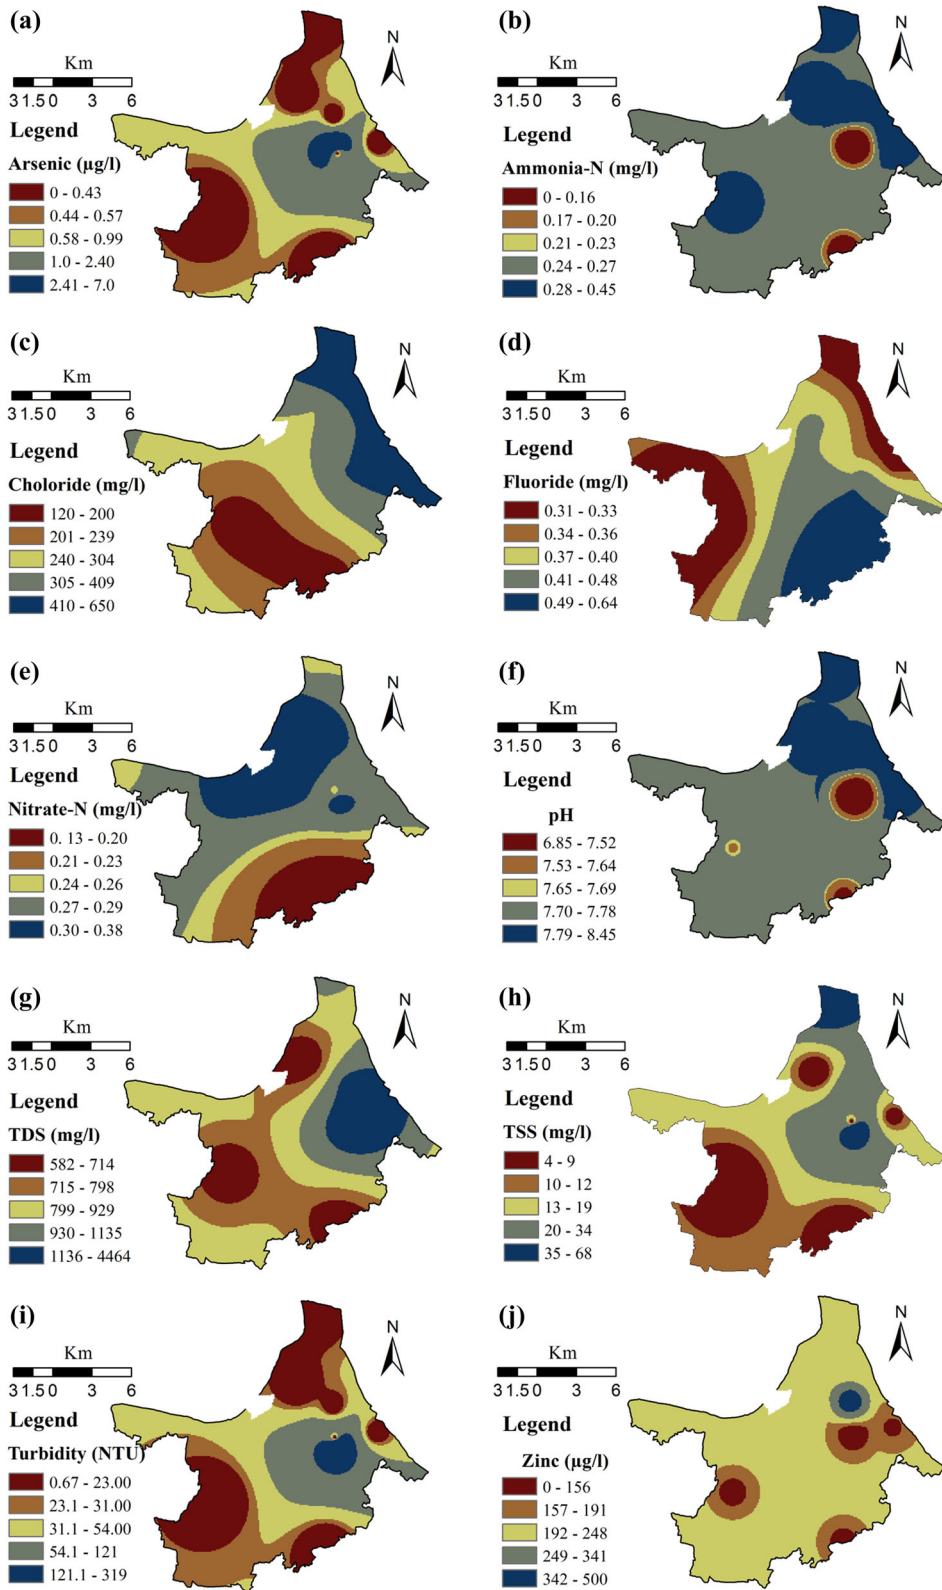 (a)
N
Km
3 1.5 0 3 6
Legend
Arsenic (µg/l)
0 - 0.43
0.44 - 0.57
0.58 - 0.99
1.0 - 2.40
2.41 - 7.0
(b)
N
Km
3 1.5 0 3 6
Legend
Ammonia-N (mg/l)
0 - 0.16
0.17 - 0.20
0.21 - 0.23
0.24 - 0.27
0.28 - 0.45
(c)
N
Km
3 1.5 0 3 6
Legend
Choloride (mg/l)
120 - 200
201 - 239
240 - 304
305 - 409
410 - 650
(d)
N
Km
3 1.5 0 3 6
Legend
Fluoride (mg/l)
0.31 - 0.33
0.34 - 0.36
0.37 - 0.40
0.41 - 0.48
0.49 - 0.64
(e)
N
Km
3 1.5 0 3 6
Legend
Nitrate-N (mg/l)
0. 13 - 0.20
0.21 - 0.23
0.24 - 0.26
0.27 - 0.29
0.30 - 0.38
(f)
N
Km
3 1.5 0 3 6
Legend
pH
6.85 - 7.52
7.53 - 7.64
7.65 - 7.69
7.70 - 7.78
7.79 - 8.45
(g)
N
Km
3 1.5 0 3 6
Legend
TDS
(mg/l)
582 - 714
715 - 798
799 - 929
930 - 1135
1136 - 4464
(h)
N
Km
3 1.5 0 3 6
Legend
TSS
(mg/l)
4 - 9
10 - 12
13 - 19
20 - 34
35 - 68
(i)
N
Km
3 1.5 0 3 6
Legend
Turbidity (NTU)
0.67 - 23.00
23.1 - 31.00
31.1 - 54.00
54.1 - 121
121.1 - 319
(j)
N
Km
3 1.5 0 3 6
Legend
Zinc (µg/l)
0 - 156
157 - 191
192 - 248
249 - 341
342 - 500